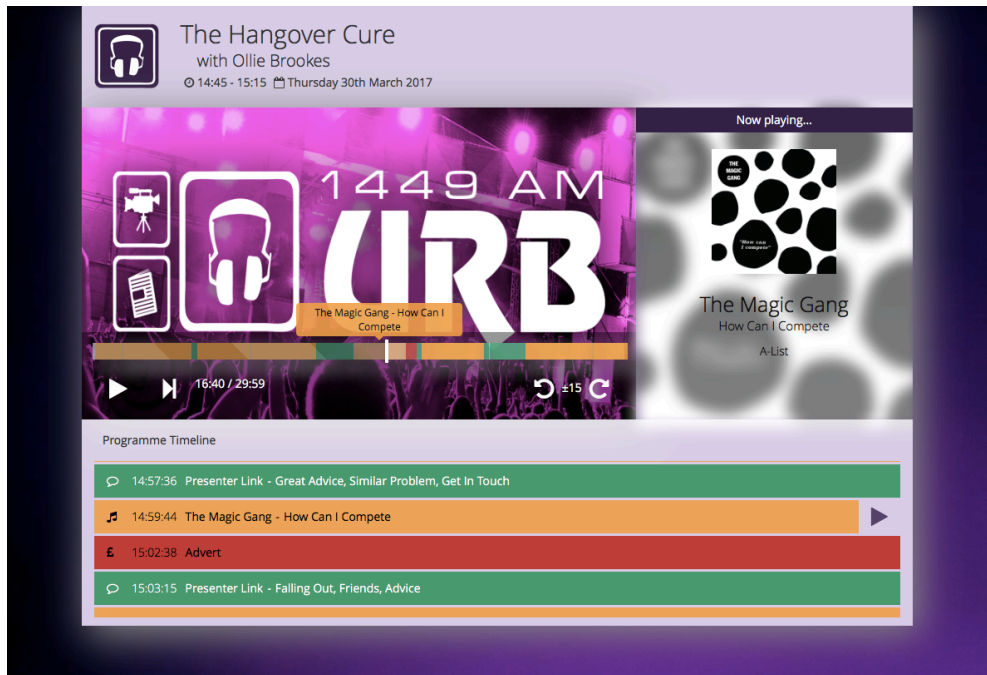 The Hangover Cure
with Ollie Brookes
14:45 - 15:15 Thursday 30th March 2017
Now playing...
1449 AM
URB
THE
MAGIC
GANG
"How can
I compete"
The Magic Gang
How Can I Compete
A-List
The Magic Gang - How Can I
Compete
16:40 / 29:59
±15
Programme Timeline
14:57:36 Presenter Link - Great Advice, Similar Problem, Get In Touch
14:59:44 The Magic Gang - How Can I Compete
£ 15:02:38 Advert
15:03:15 Presenter Link - Falling Out, Friends, Advice